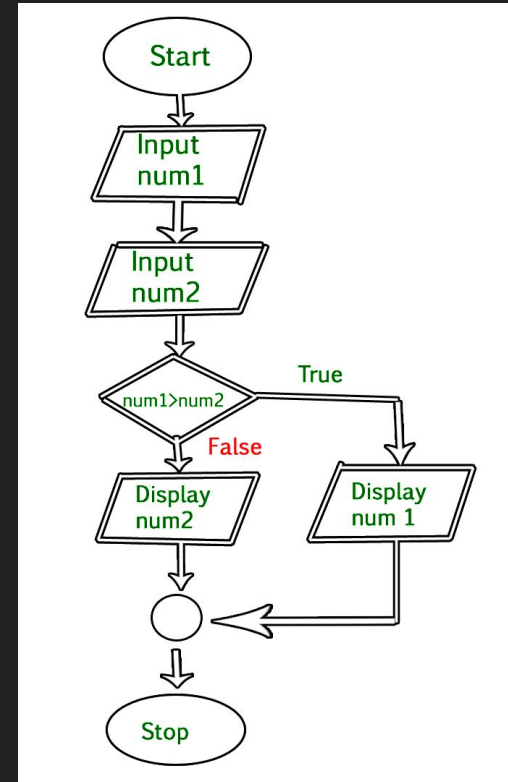 Start
Input
num1
Input
num2
num1>num2
True
False
Display
num2
Display
num 1
Stop